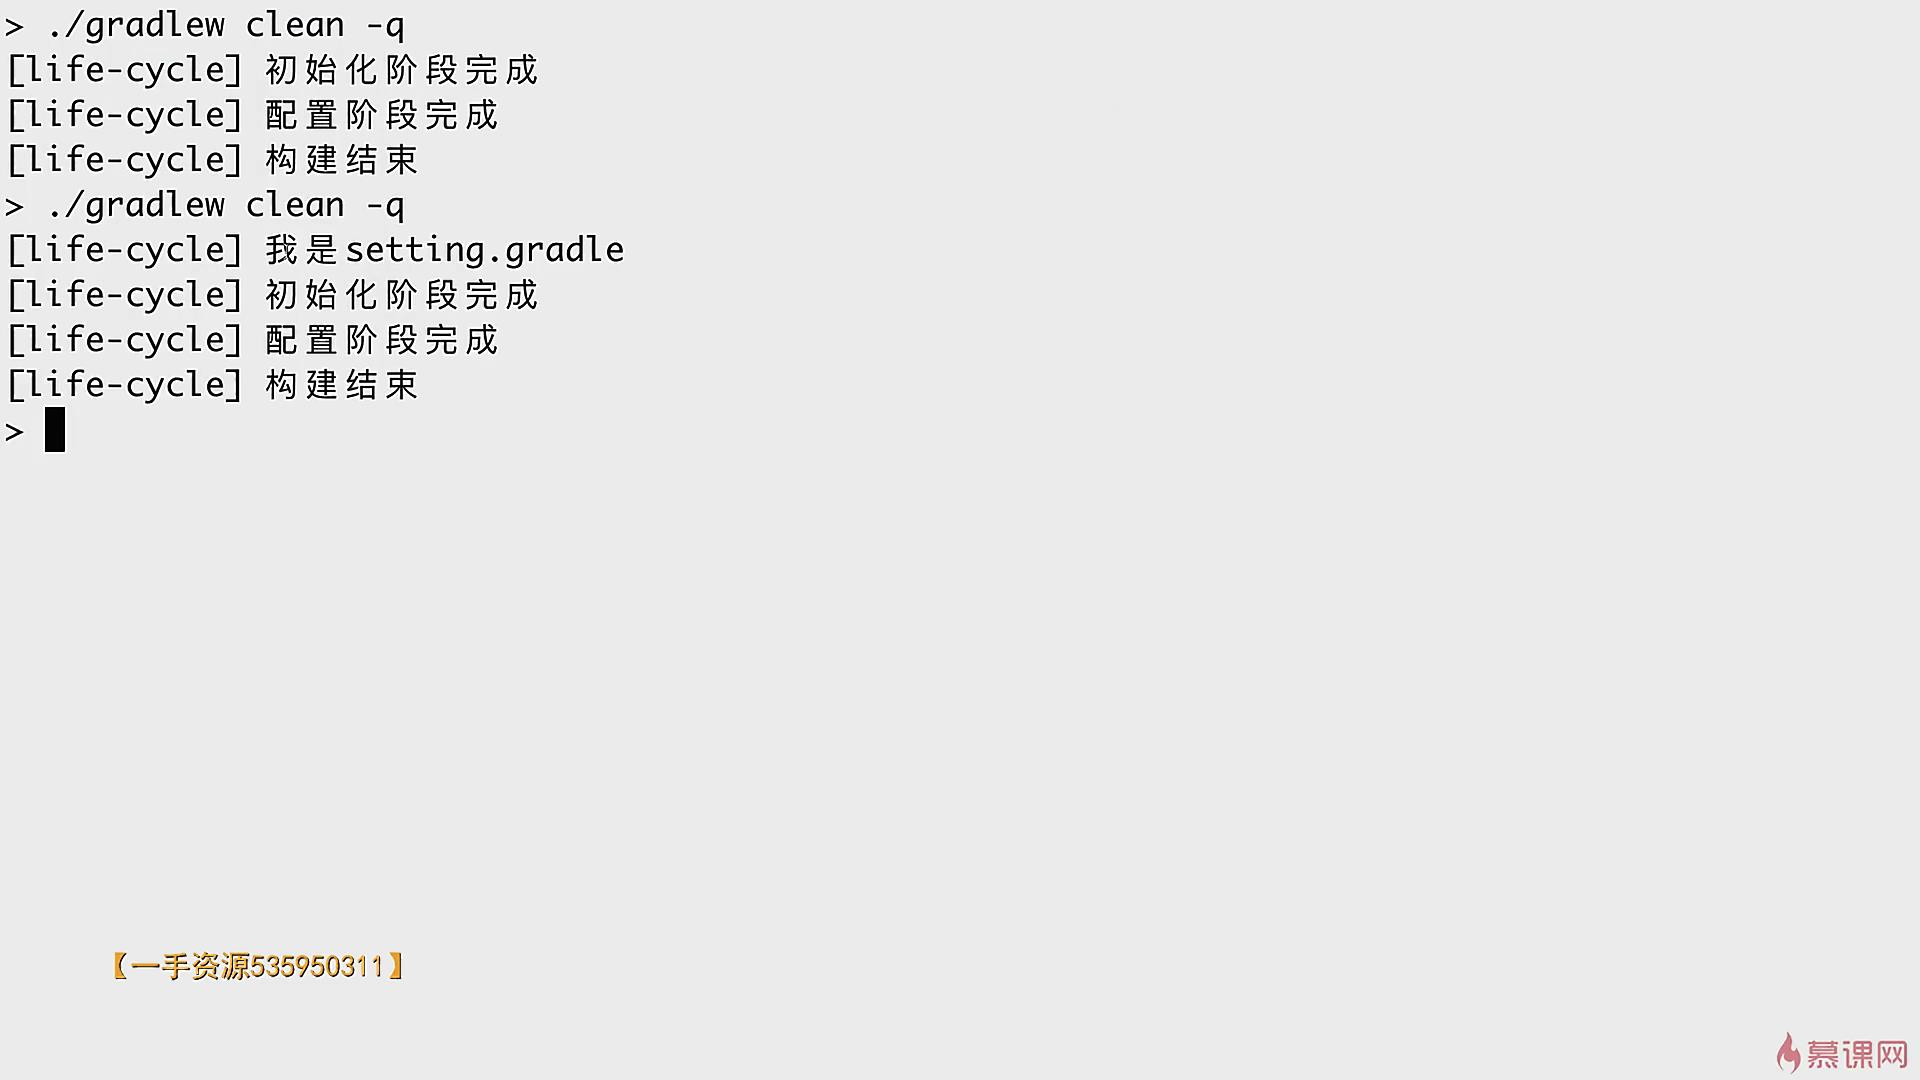 > ./gradlew clean -q
[life-cycle] 初始化阶段完成
[life-cycle] 配置阶段完成
[life-cycle] 构建结束
> ./gradlew clean -q
[life-cycle] 我是setting.gradle
[life-cycle] 初始化阶段完成
[life-cycle] 配置阶段完成
[life-cycle] 构建结束
>
【一手资源535950311】
慕课网